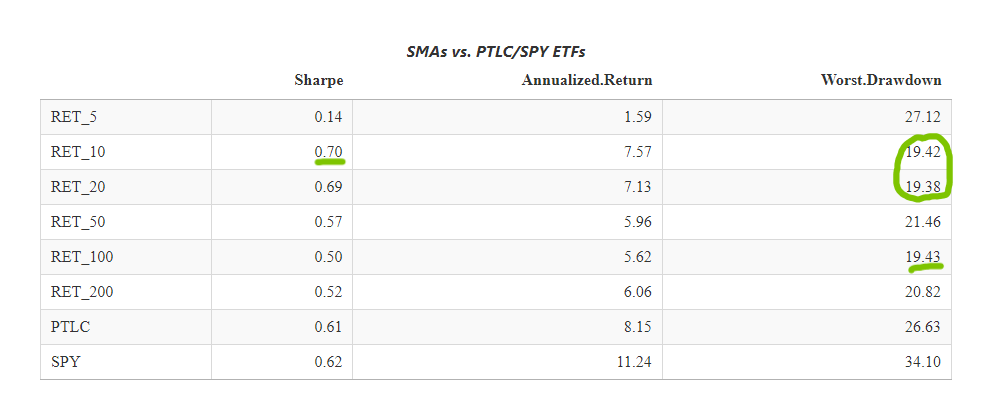 SMAs vs. PTLC/SPY ETFs
Sharpe Annualized.Return Worst.Drawdown
RET_5 0.14 1.59 27.12
RET_10 0.70 7.57 19.42
RET_20 0.69 7.13 19.38
RET_50 0.57 5.96 21.46
RET_100 0.50 5.62 19.43
RET_200 0.52 6.06 20.82
PTLC 0.61 8.15 26.63
SPY 0.62 11.24 34.10